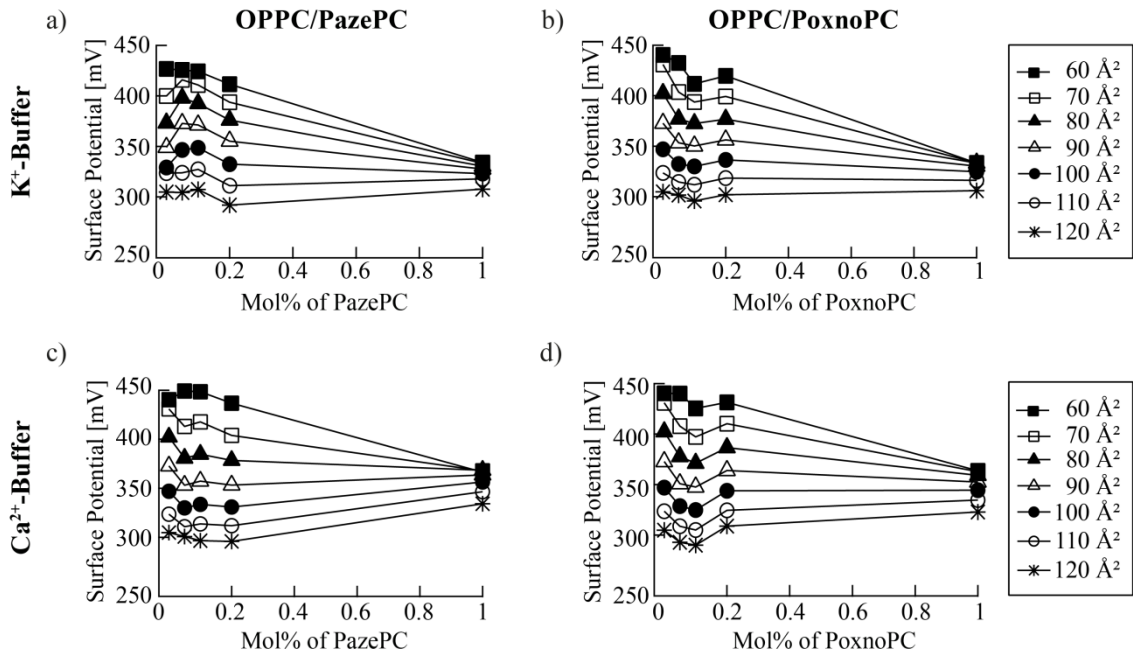 a)
OPPC/PazePC
b)
OPPC/PoxnoPC
K⁺-Buffer
Surface Potential [mV]
450
400
350
300
250
0
0.2
0.4
0.6
0.8
1
Mol% of PazePC
Surface Potential [mV]
450
400
350
300
250
0
0.2
0.4
0.6
0.8
1
Mol% of PoxnoPC
60 Å²
70 Å²
80 Å²
90 Å²
100 Å²
110 Å²
120 Å²
c)
d)
Ca²⁺-Buffer
Surface Potential [mV]
450
400
350
300
250
0
0.2
0.4
0.6
0.8
1
Mol% of PazePC
Surface Potential [mV]
450
400
350
300
250
0
0.2
0.4
0.6
0.8
1
Mol% of PoxnoPC
60 Å²
70 Å²
80 Å²
90 Å²
100 Å²
110 Å²
120 Å²